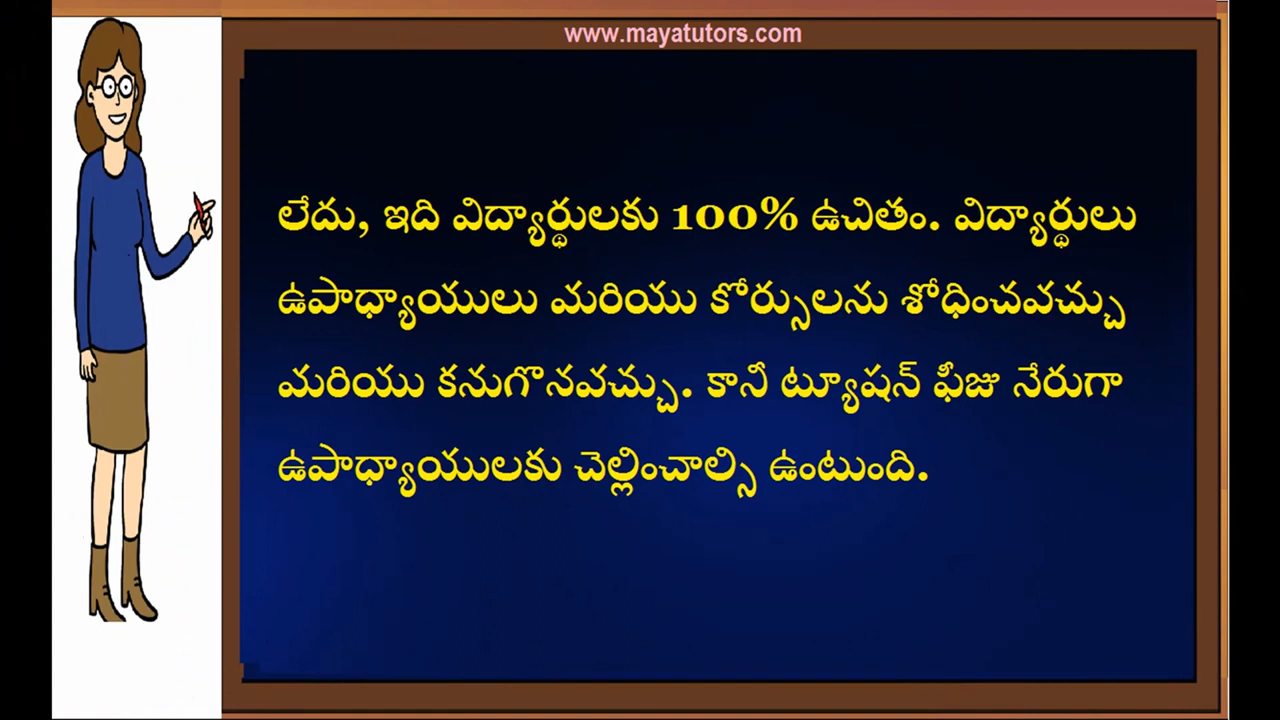 www.mayatutors.com
లేదు, ఇది విద్యార్థులకు 100% ఉచితం. విద్యార్థులు
ఉపాధ్యాయులు మరియు కోర్సులను శోధించవచ్చు
మరియు కనుగొనవచ్చు. కానీ ట్యూషన్ ఫీజు నేరుగా
ఉపాధ్యాయులకు చెల్లించాల్సి ఉంటుంది.